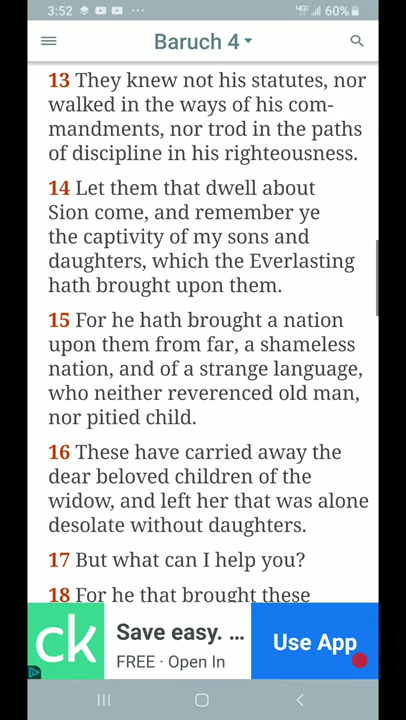 3:52 60%
Baruch 4
13 They knew not his statutes, nor
walked in the ways of his com-
mandments, nor trod in the paths
of discipline in his righteousness.
14 Let them that dwell about
Sion come, and remember ye
the captivity of my sons and
daughters, which the Everlasting
hath brought upon them.
15 For he hath brought a nation
upon them from far, a shameless
nation, and of a strange language,
who neither reverenced old man,
nor pitied child.
16 These have carried away the
dear beloved children of the
widow, and left her that was alone
desolate without daughters.
17 But what can I help you?
18 For he that brought these
ck
Save easy. ...
FREE · Open In
Use App